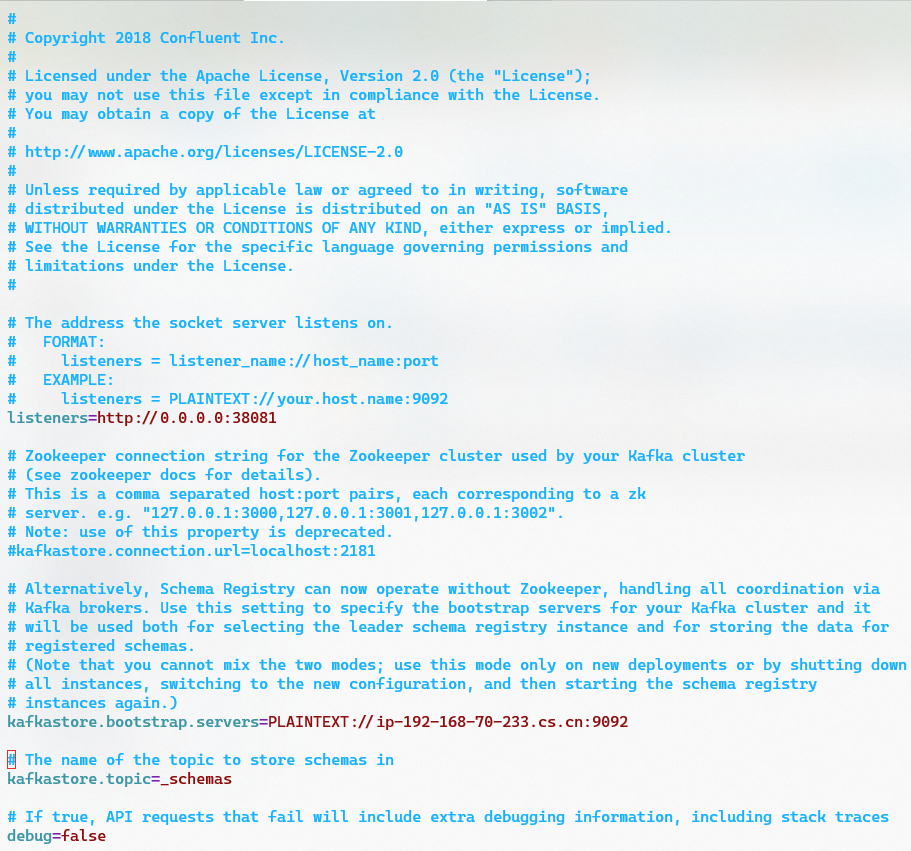 #
# Copyright 2018 Confluent Inc.
#
# Licensed under the Apache License, Version 2.0 (the "License");
# you may not use this file except in compliance with the License.
# You may obtain a copy of the License at
#
# http://www.apache.org/licenses/LICENSE-2.0
#
# Unless required by applicable law or agreed to in writing, software
# distributed under the License is distributed on an "AS IS" BASIS,
# WITHOUT WARRANTIES OR CONDITIONS OF ANY KIND, either express or implied.
# See the License for the specific language governing permissions and
# limitations under the License.
#
# The address the socket server listens on.
#   FORMAT:
#     listeners = listener_name://host_name:port
#   EXAMPLE:
#     listeners = PLAINTEXT://your.host.name:9092
listeners=http://0.0.0.0:38081
# Zookeeper connection string for the Zookeeper cluster used by your Kafka cluster
# (see zookeeper docs for details).
# This is a comma separated host:port pairs, each corresponding to a zk
# server. e.g. "127.0.0.1:3000,127.0.0.1:3001,127.0.0.1:3002".
# Note: use of this property is deprecated.
#kafkastore.connection.url=localhost:2181
# Alternatively, Schema Registry can now operate without Zookeeper, handling all coordination via
# Kafka brokers. Use this setting to specify the bootstrap servers for your Kafka cluster and it
# will be used both for selecting the leader schema registry instance and for storing the data for
# registered schemas.
# (Note that you cannot mix the two modes; use this mode only on new deployments or by shutting down
# all instances, switching to the new configuration, and then starting the schema registry
# instances again.)
kafkastore.bootstrap.servers=PLAINTEXT://ip-192-168-70-233.cs.cn:9092
# The name of the topic to store schemas in
kafkastore.topic=_schemas
# If true, API requests that fail will include extra debugging information, including stack traces
debug=false